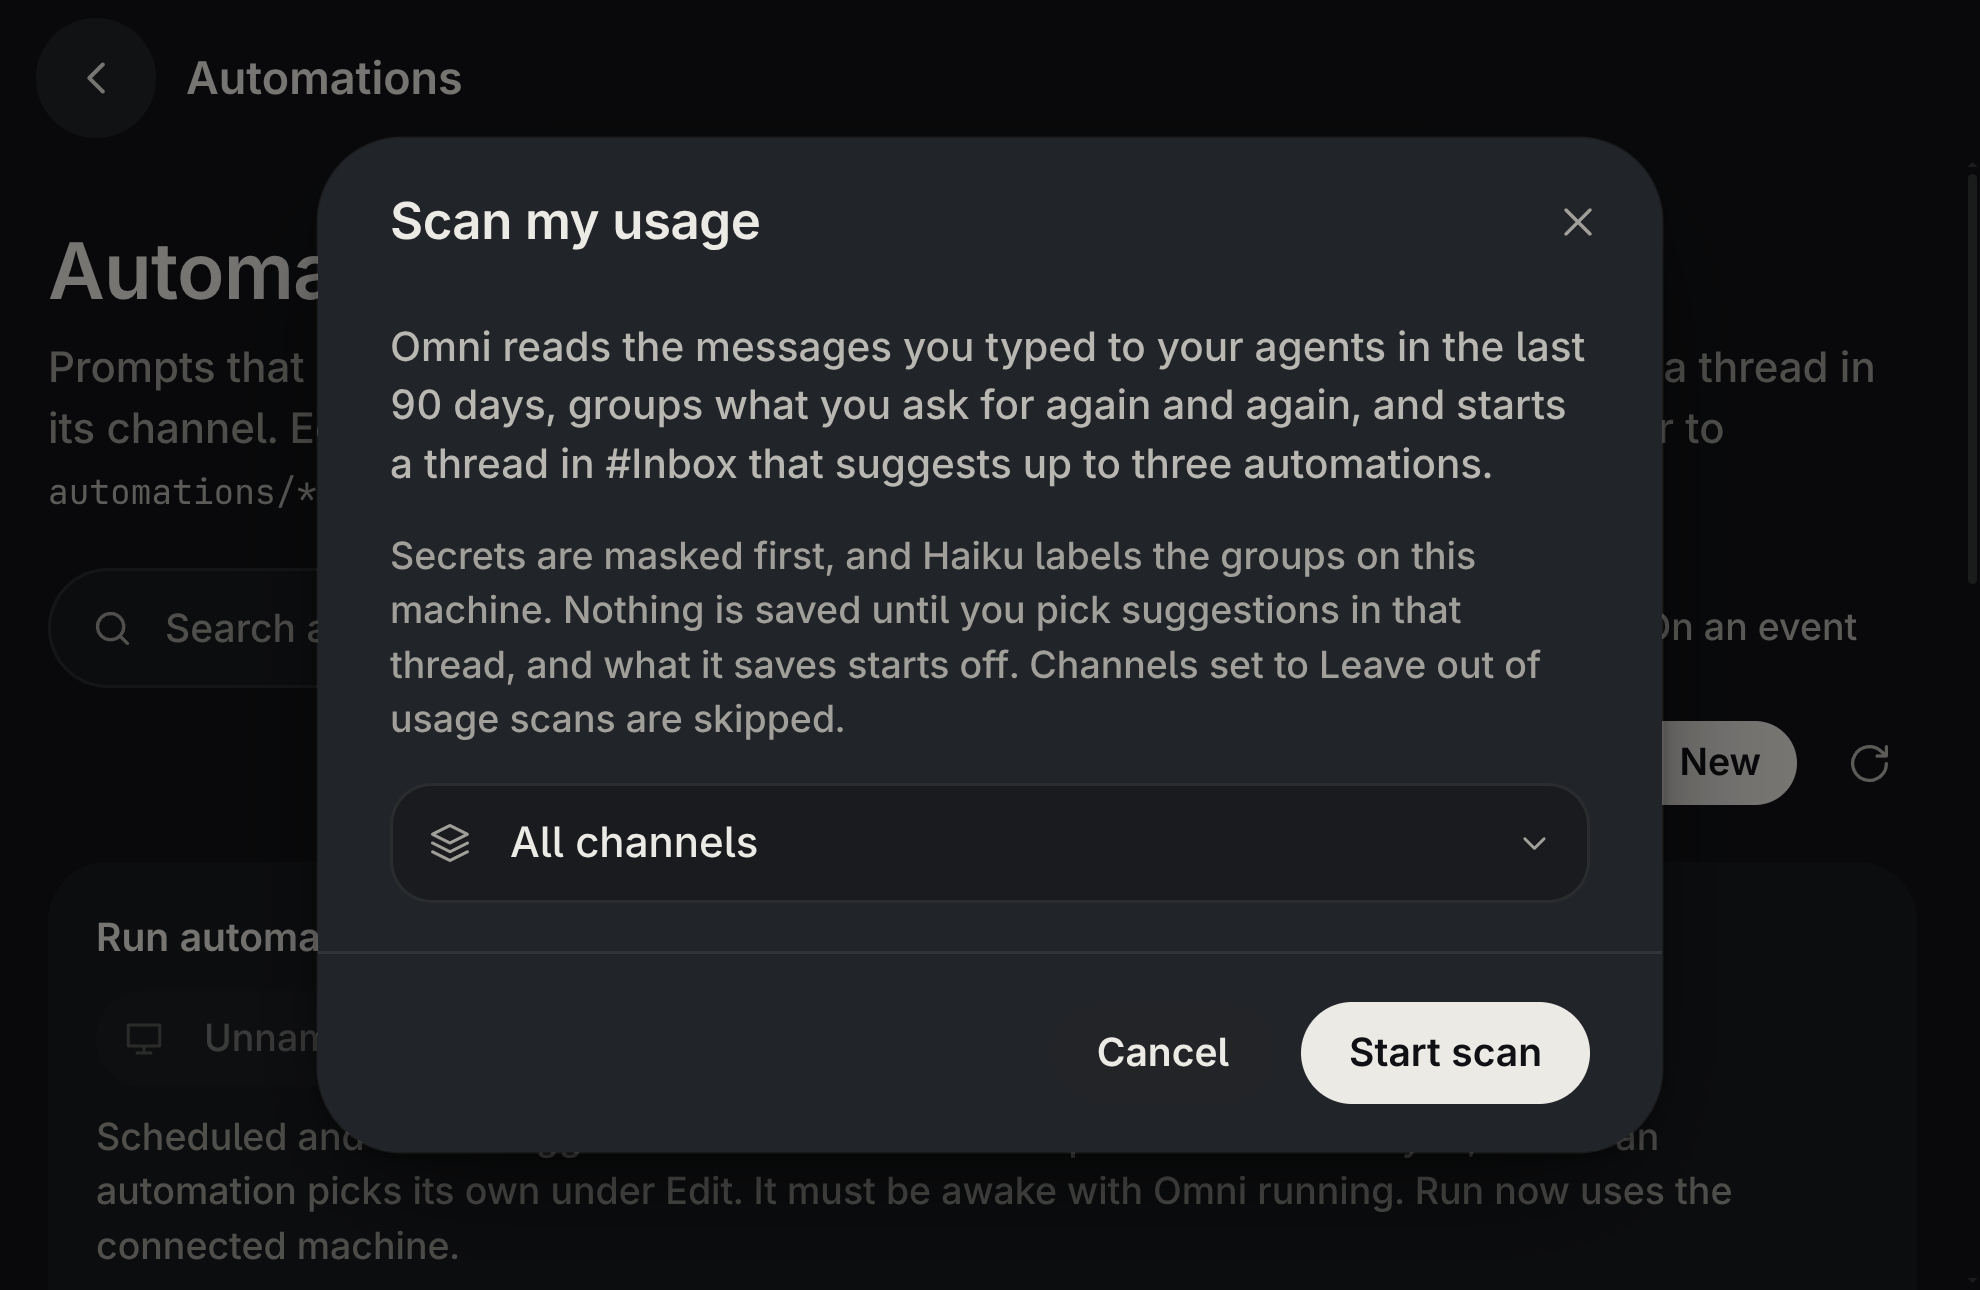 Automations
Scan my usage
Automa
Omni reads the messages you typed to your agents in the last
90 days, groups what you ask for again and again, and starts
a thread in #Inbox that suggests up to three automations.
Prompts that
a thread in
its channel. E
r to
automations/*
Secrets are masked first, and Haiku labels the groups on this
machine. Nothing is saved until you pick suggestions in that
thread, and what it saves starts off. Channels set to Leave out of
usage scans are skipped.
Search a
On an event
New
All channels
Run automa
Unnam
Cancel
Start scan
Scheduled and
an
automation picks its own under Edit. It must be awake with Omni running. Run now uses the
connected machine.